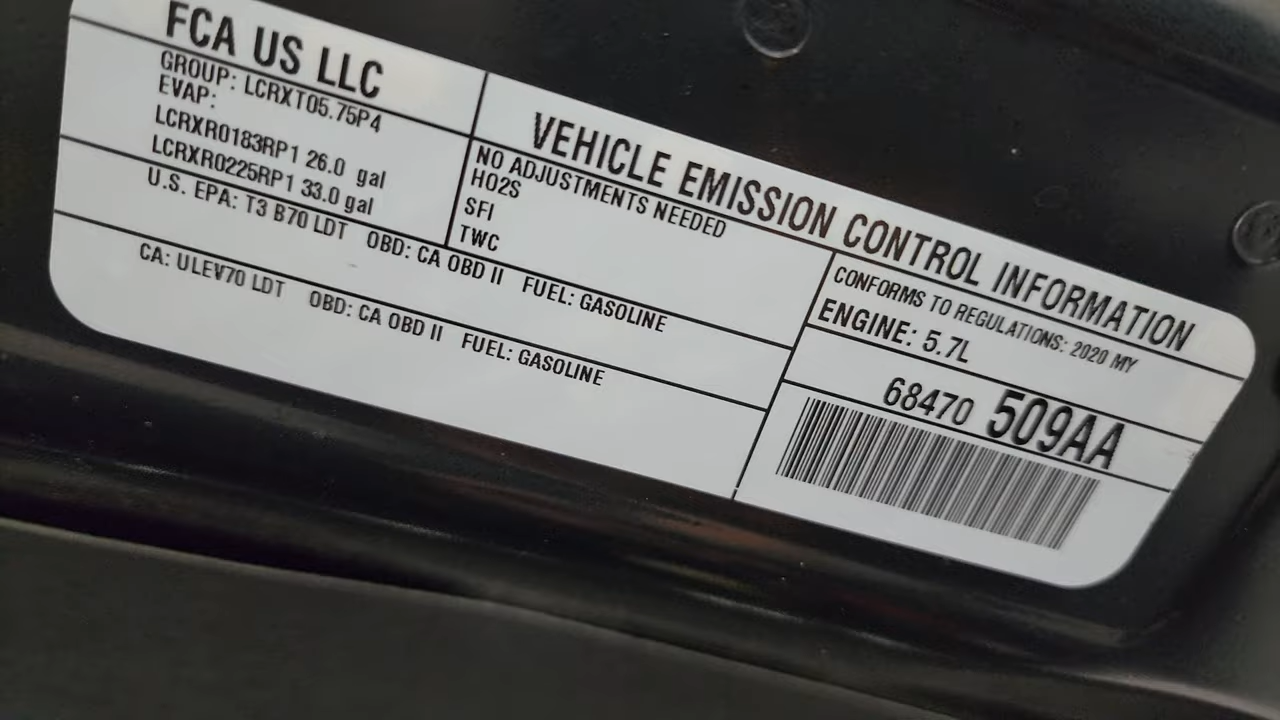 FCA US LLC
GROUP: LCRXT05.75P4
EVAP:
LCRXR0183RP1 26.0 gal
LCRXR0225RP1 33.0 gal
VEHICLE EMISSION CONTROL INFORMATION
NO ADJUSTMENTS NEEDED
HO2S
SFI
TWC
CONFORMS TO REGULATIONS: 2020 MY
U.S. EPA: T3 B70 LDT OBD: CA OBD II FUEL: GASOLINE
ENGINE: 5.7L
CA: ULEV70 LDT OBD: CA OBD II FUEL: GASOLINE
68470 509AA